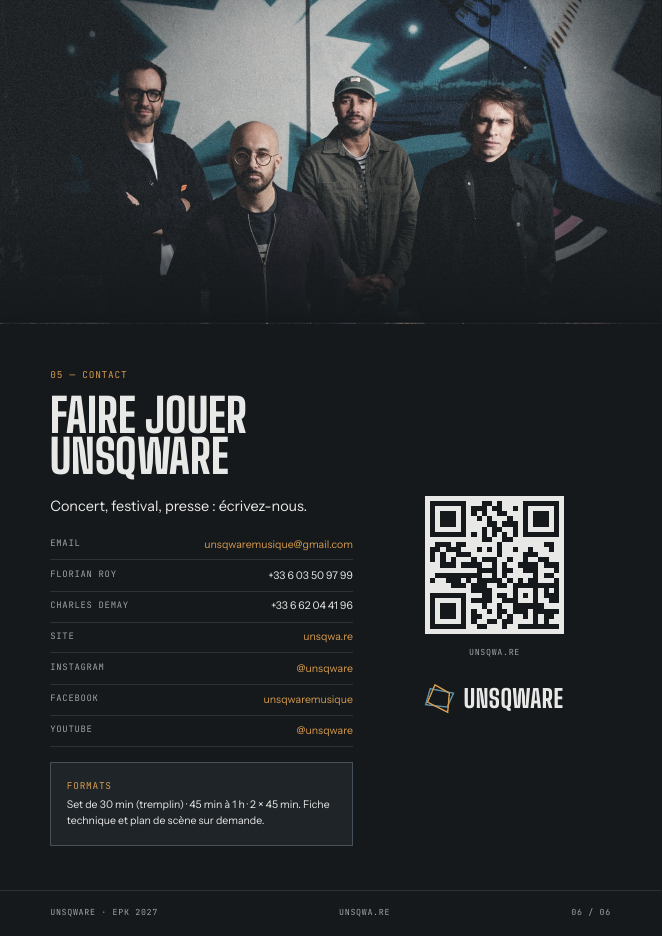 05 — CONTACT
FAIRE JOUER
UNSQWARE
Concert, festival, presse : écrivez-nous.
EMAIL unsqwaremusique@gmail.com
FLORIAN ROY +33 6 03 50 97 99
CHARLES DEMAY +33 6 62 04 41 96
SITE unsqwa.re
INSTAGRAM @unsqware
FACEBOOK unsqwaremusique
YOUTUBE @unsqware
FORMATS
Set de 30 min (tremplin) · 45 min à 1 h · 2 × 45 min. Fiche
technique et plan de scène sur demande.
UNSQWA.RE
UNSQWARE
UNSQWARE · EPK 2027 UNSQWA.RE 06 / 06